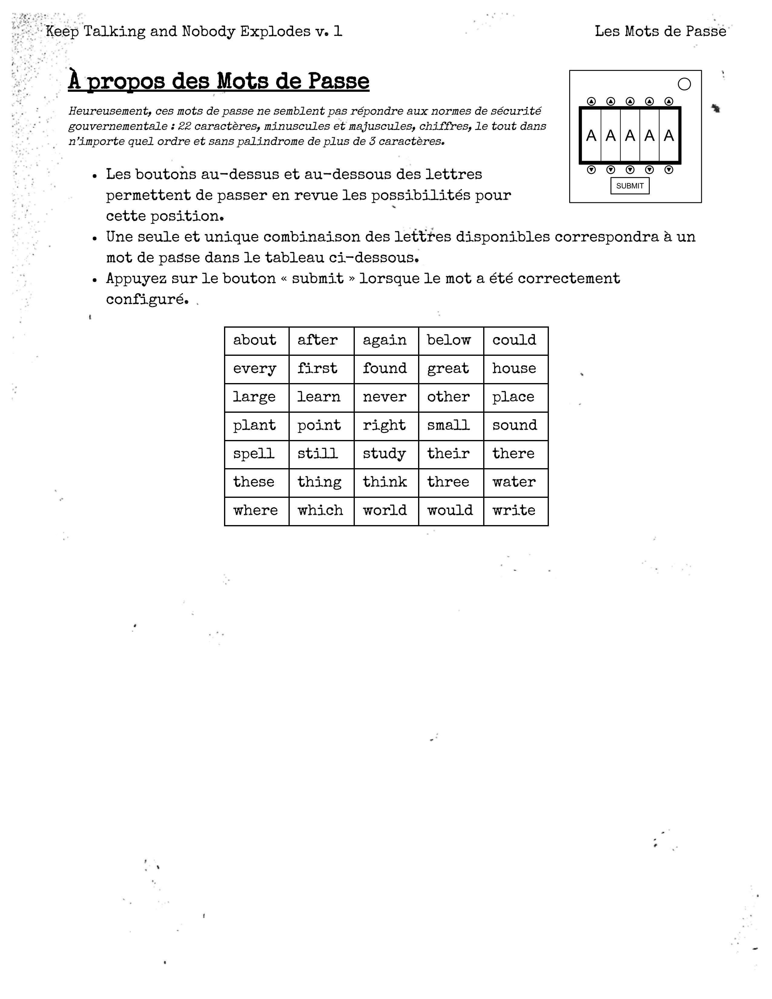 Keep Talking and Nobody Explodes v. 1
Les Mots de Passe
À propos des Mots de Passe
Heureusement, ces mots de passe ne semblent pas répondre aux normes de sécurité
gouvernementale : 22 caractères, minuscules et majuscules, chiffres, le tout dans
n'importe quel ordre et sans palindrome de plus de 3 caractères.
A A A A A
SUBMIT
• Les boutons au-dessus et au-dessous des lettres
permettent de passer en revue les possibilités pour
cette position.
• Une seule et unique combinaison des lettres disponibles correspondra à un
mot de passe dans le tableau ci-dessous.
• Appuyez sur le bouton « submit » lorsque le mot a été correctement
configuré.
about after again below could
every first found great house
large learn never other place
plant point right small sound
spell still study their there
these thing think three water
where which world would write